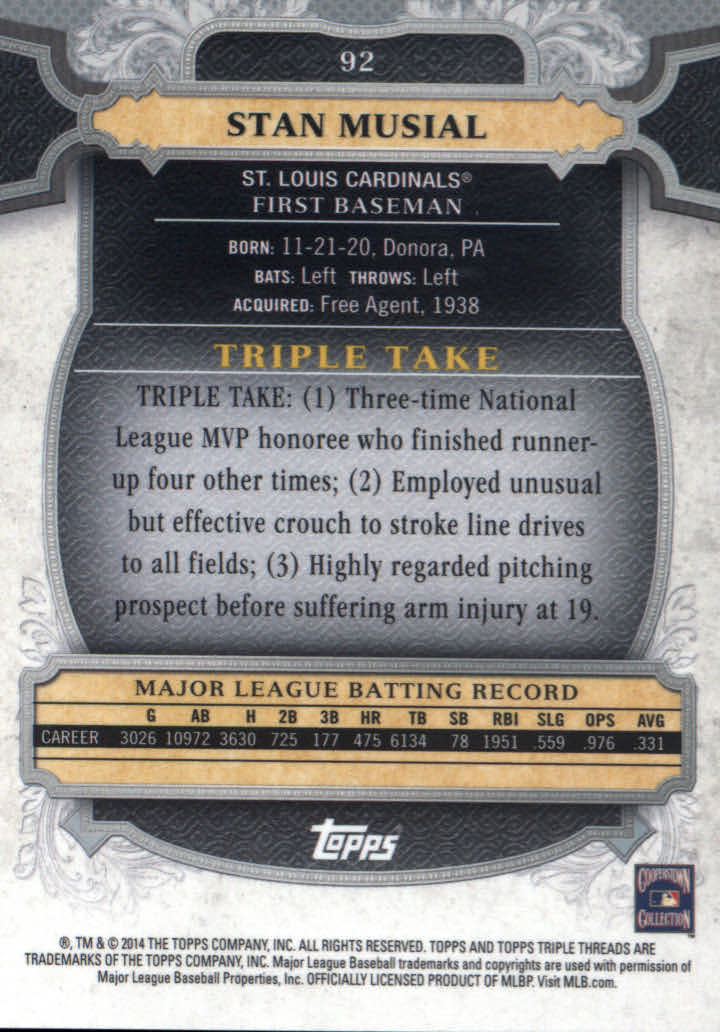 92
STAN MUSIAL
ST. LOUIS CARDINALS®
FIRST BASEMAN
BORN: 11-21-20, Donora, PA
BATS: Left THROWS: Left
ACQUIRED: Free Agent, 1938
TRIPLE TAKE
TRIPLE TAKE: (1) Three-time National
League MVP honoree who finished runner-
up four other times; (2) Employed unusual
but effective crouch to stroke line drives
to all fields; (3) Highly regarded pitching
prospect before suffering arm injury at 19.
MAJOR LEAGUE BATTING RECORD
G AB H 2B 3B HR TB SB RBI SLG OPS AVG
CAREER 3026 10972 3630 725 177 475 6134 78 1951 .559 .976 .331
topps
COOPERSTOWN
COLLECTION
®, TM & © 2014 THE TOPPS COMPANY, INC. ALL RIGHTS RESERVED. TOPPS AND TOPPS TRIPLE THREADS ARE
TRADEMARKS OF THE TOPPS COMPANY, INC. Major League Baseball trademarks and copyrights are used with permission of
Major League Baseball Properties, Inc. OFFICIALLY LICENSED PRODUCT OF MLBP. Visit MLB.com.